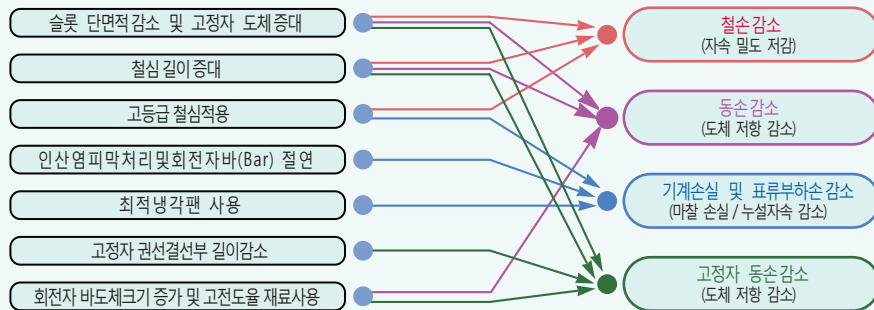 슬롯 단면적감소 및 고정자 도체증대
철심 길이증대
고등급 철심적용
인산염피막처리및회전자바(Bar) 절연
최적냉각팬 사용
고정자 권선결선부 길이감소
회전자 바도체크기 증가 및 고전도율 재료사용
철손감소
(자속 밀도 저감)
동손감소
(도체 저항 감소)
기계손실 및 표류부하손감소
(마찰 손실 / 누설자속 감소)
고정자 동손감소
(도체 저항 감소)